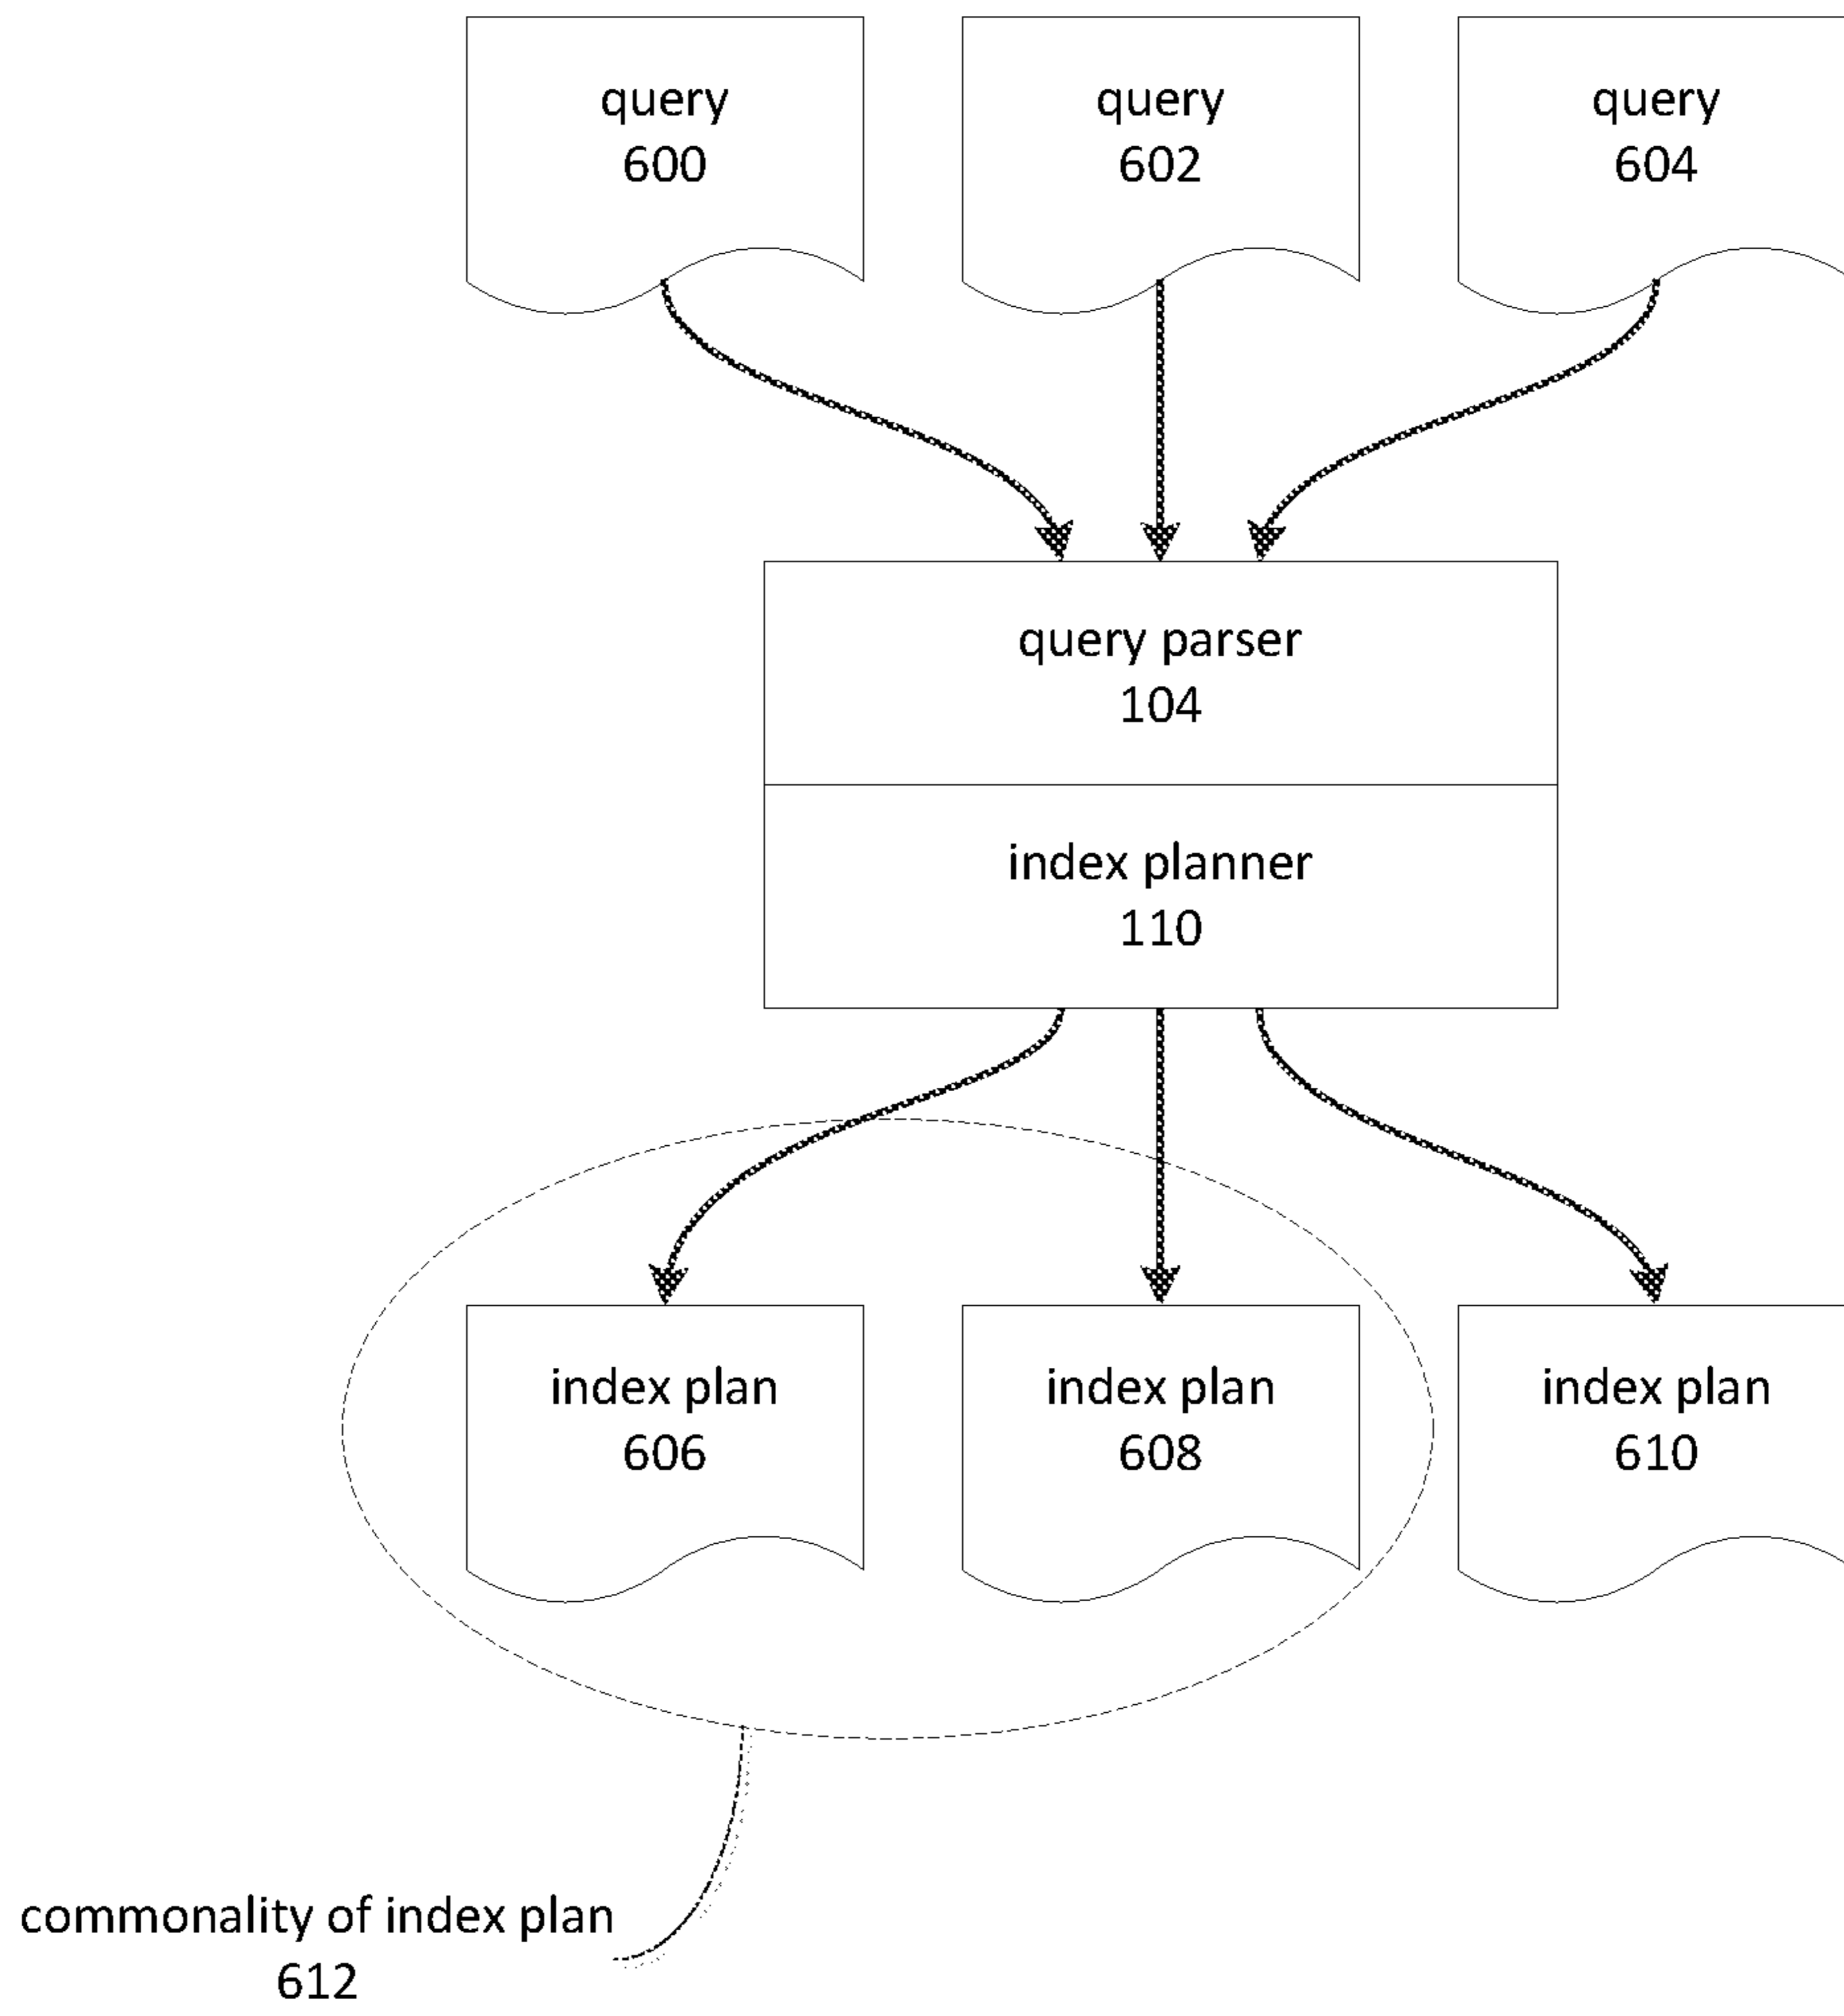 query
600
query
602
query
604
query parser
104
index planner
110
index plan
606
index plan
608
index plan
610
commonality of index plan
612